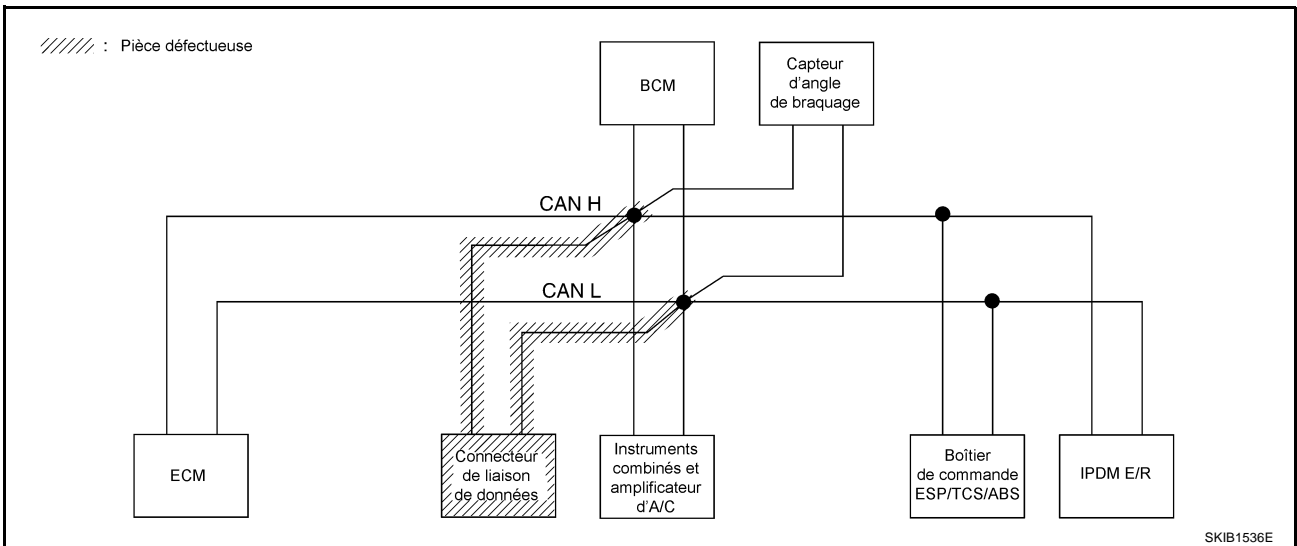 : Pièce défectueuse
BCM
Capteur
d'angle
de braquage
CAN H
CAN L
ECM
Connecteur
de liaison
de données
Instruments
combinés et
amplificateur
d'A/C
Boîtier
de commande
ESP/TCS/ABS
IPDM E/R
SKIB1536E